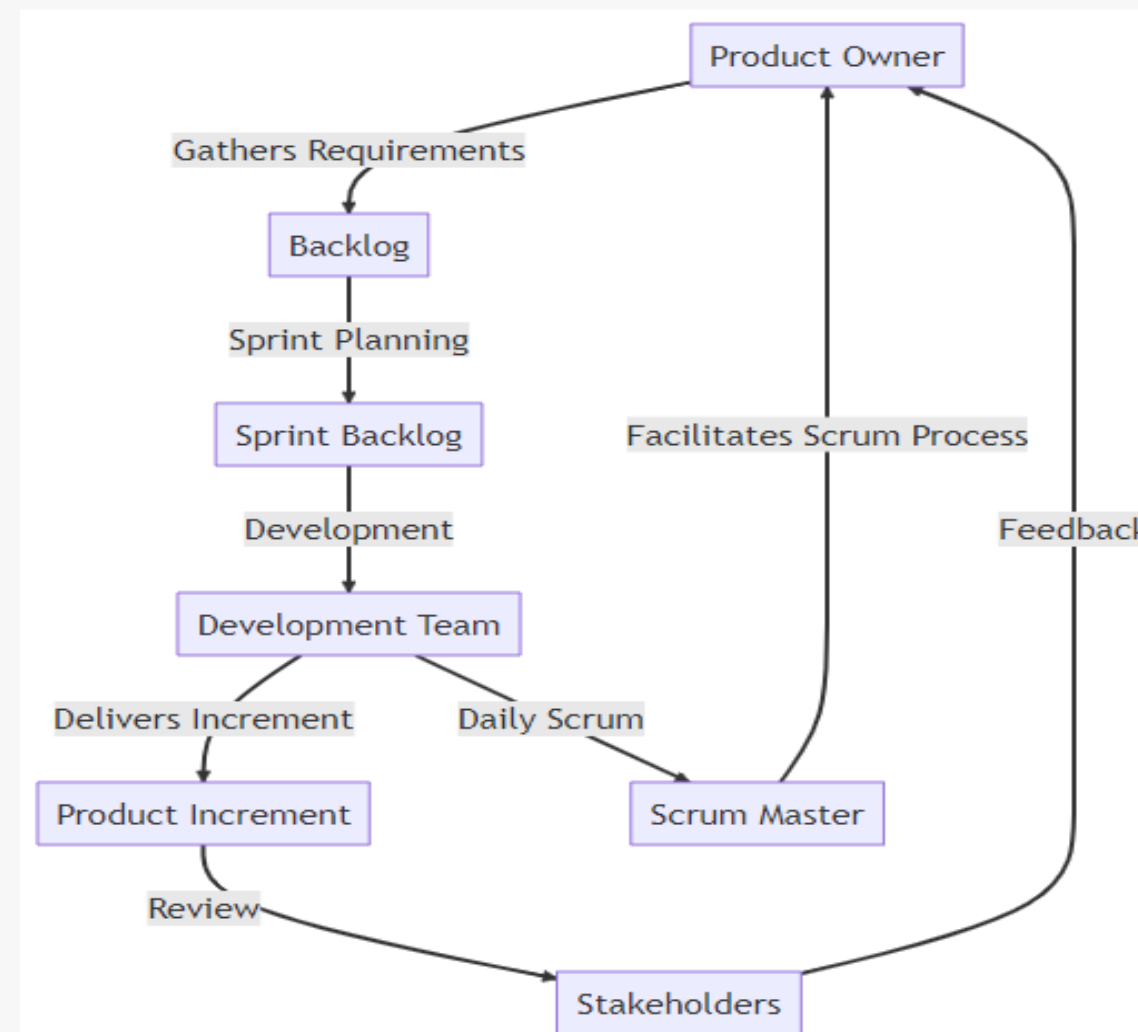 Product Owner
Gathers Requirements
Backlog
Sprint Planning
Sprint Backlog
Facilitates Scrum Process
Development
Feedback
Development Team
Delivers Increment
Daily Scrum
Product Increment
Scrum Master
Review
Stakeholders